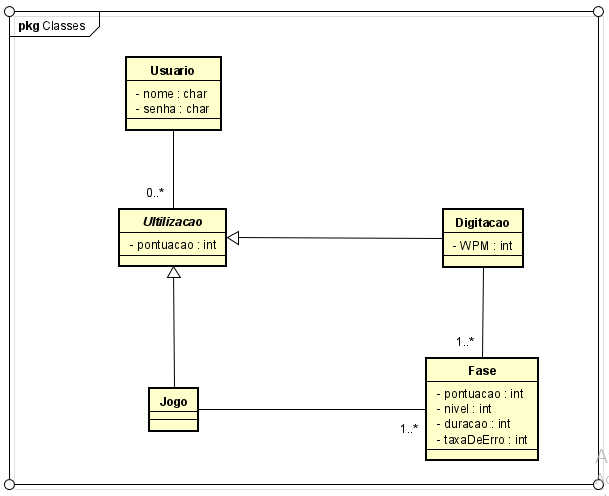 pkg Classes
Usuario
- nome : char
- senha : char
0..*
Ultilizacao
- pontuacao : int
Digitacao
- WPM : int
1..*
Fase
- pontuacao : int
- nivel : int
- duracao : int
- taxaDeErro : int
Jogo
1..*